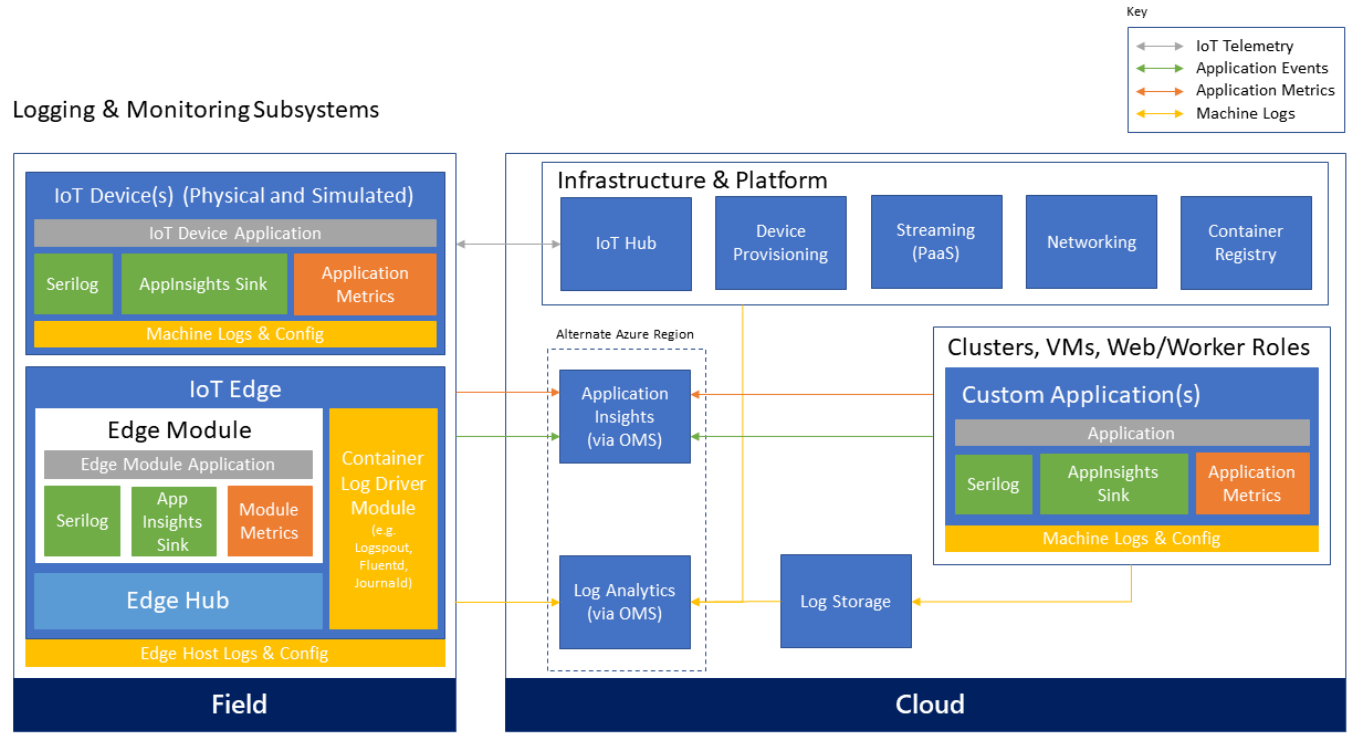 Key
IoT Telemetry
Application Events
Application Metrics
Machine Logs
Logging & Monitoring Subsystems
IoT Device(s) (Physical and Simulated)
IoT Device Application
Serilog
AppInsights Sink
Application
Metrics
Machine Logs & Config
IoT Edge
Edge Module
Edge Module Application
Serilog
App
Insights
Sink
Module
Metrics
Container
Log Driver
Module
(e.g.
Logspout,
Fluentd,
Journald)
Edge Hub
Edge Host Logs & Config
Field
Infrastructure & Platform
IoT Hub
Device
Provisioning
Streaming
(PaaS)
Networking
Container
Registry
Alternate Azure Region
Application
Insights
(via OMS)
Log Analytics
(via OMS)
Log Storage
Clusters, VMs, Web/Worker Roles
Custom Application(s)
Application
Serilog
AppInsights
Sink
Application
Metrics
Machine Logs & Config
Cloud